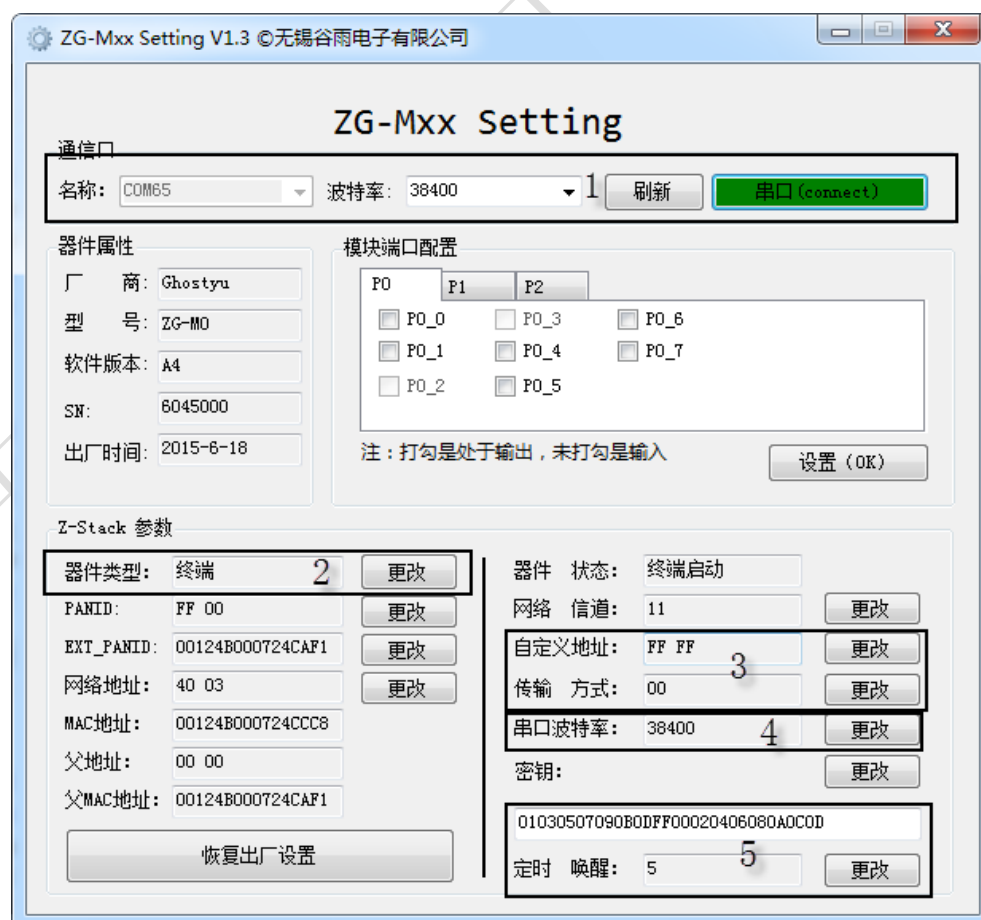 ZG-Mxx Setting V1.3 ©无锡谷雨电子有限公司
ZG-Mxx Setting
通信口
名称: COM65 波特率: 38400 1 刷新 串口(connect)
器件属性
厂 商: Ghostyu
型 号: ZG-M0
软件版本: A4
SN: 6045000
出厂时间: 2015-6-18
模块端口配置
P0 P1 P2
P0_0 P0_3 P0_6
P0_1 P0_4 P0_7
P0_2 P0_5
注：打勾是处于输出，未打勾是输入
设置 (OK)
Z-Stack 参数
器件类型: 终端 2 更改
PANID: FF 00 更改
EXT_PANID: 00124B000724CAF1 更改
网络地址: 40 03 更改
MAC地址: 00124B000724CCC8
父地址: 00 00
父MAC地址: 00124B000724CAF1
恢复出厂设置
器件 状态: 终端启动
网络 信道: 11 更改
自定义地址: FF FF 更改
3
传输 方式: 00 更改
串口波特率: 38400 4 更改
密钥: 更改
01030507090B0DFF00020406080A0C0D
定时 唤醒: 5 5 更改